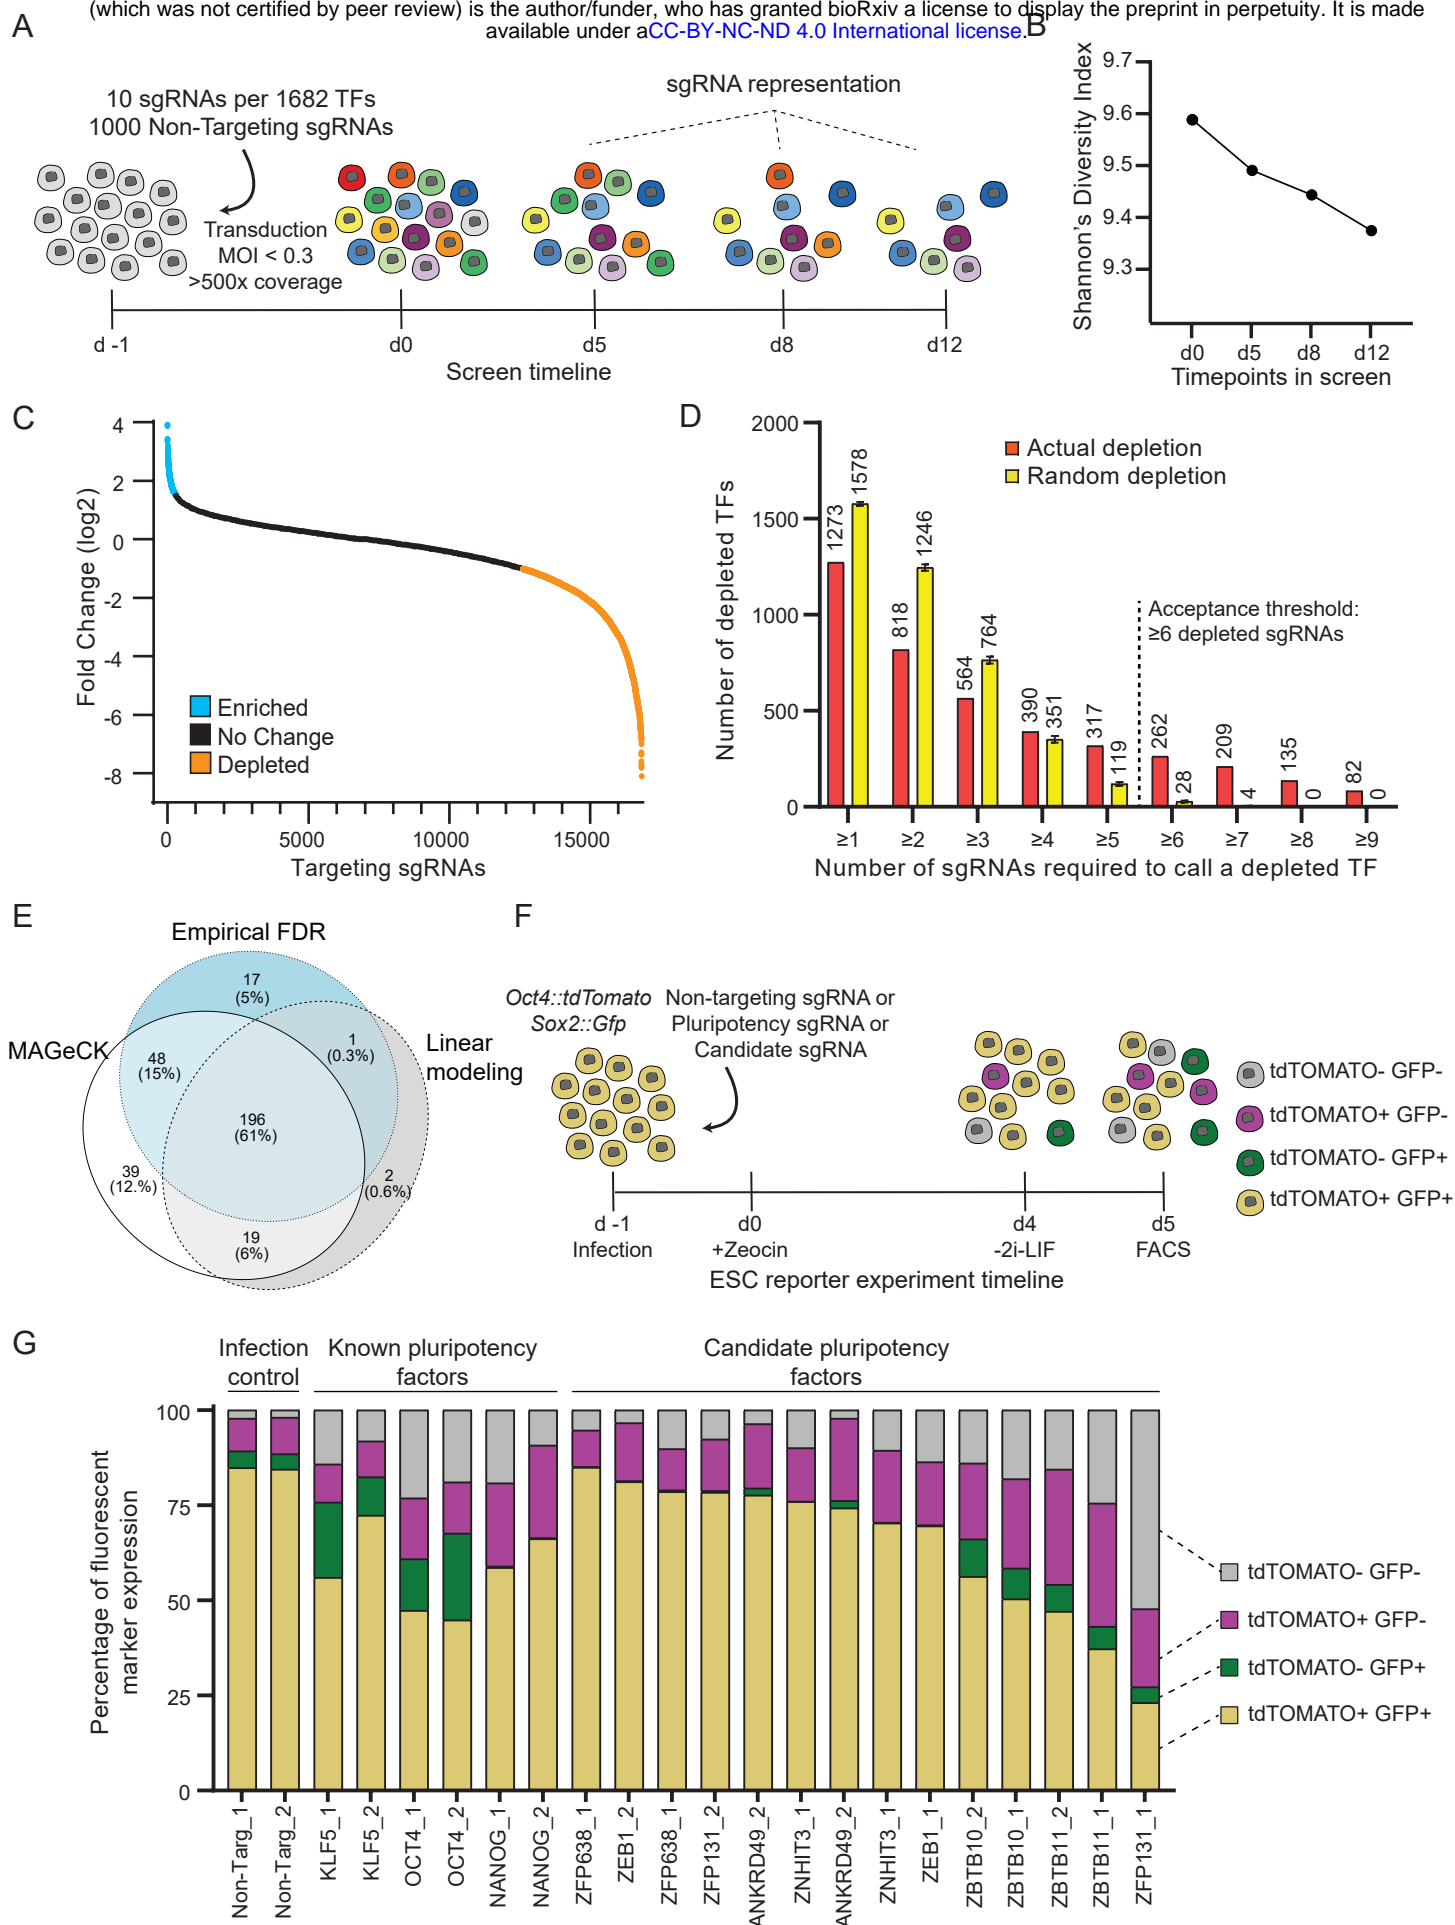 (which was not certified by peer review) is the author/funder, who has granted bioRxiv a license to display the preprint in perpetuity. It is made
available under aCC-BY-NC-ND 4.0 International license.
A
10 sgRNAs per 1682 TFs
1000 Non-Targeting sgRNAs
sgRNA representation
Transduction
MOI < 0.3
>500x coverage
d -1
d0
d5
d8
d12
Screen timeline
B
Shannon's Diversity Index
9.7
9.6
9.5
9.4
9.3
d0
d5
d8
d12
Timepoints in screen
C
Fold Change (log2)
4
2
0
-2
-4
-6
-8
Enriched
No Change
Depleted
0
5000
10000
15000
Targeting sgRNAs
D
Number of depleted TFs
2000
1500
1000
500
0
Actual depletion
Random depletion
1273
1578
818
1246
564
764
390
351
317
119
262
28
209
4
135
0
82
0
Acceptance threshold:
≥6 depleted sgRNAs
≥1
≥2
≥3
≥4
≥5
≥6
≥7
≥8
≥9
Number of sgRNAs required to call a depleted TF
E
Empirical FDR
MAGeCK
Linear
modeling
17
(5%)
48
(15%)
1
(0.3%)
196
(61%)
39
(12.%)
2
(0.6%)
19
(6%)
F
Oct4::tdTomato
Sox2::Gfp
Non-targeting sgRNA or
Pluripotency sgRNA or
Candidate sgRNA
tdTOMATO- GFP-
tdTOMATO+ GFP-
tdTOMATO- GFP+
tdTOMATO+ GFP+
d -1
Infection
d0
+Zeocin
d4
-2i-LIF
d5
FACS
ESC reporter experiment timeline
G
Infection
control
Known pluripotency
factors
Candidate pluripotency
factors
Percentage of fluorescent
marker expression
100
75
50
25
0
tdTOMATO- GFP-
tdTOMATO+ GFP-
tdTOMATO- GFP+
tdTOMATO+ GFP+
Non-Targ_1
Non-Targ_2
KLF5_1
KLF5_2
OCT4_1
OCT4_2
NANOG_1
NANOG_2
ZFP638_1
ZEB1_2
ZFP638_1
ZFP131_2
ANKRD49_2
ZNHIT3_1
ANKRD49_2
ZNHIT3_1
ZEB1_1
ZBTB10_2
ZBTB10_1
ZBTB11_2
ZBTB11_1
ZFP131_1